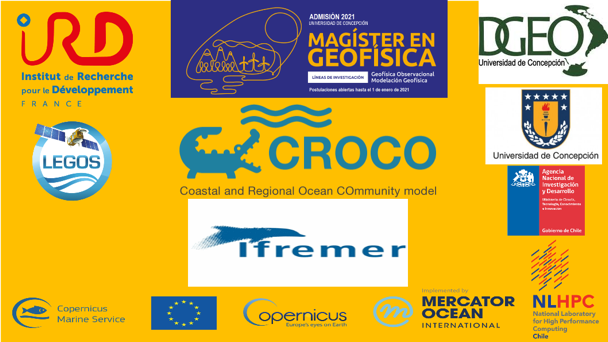 IRD
Institut de Recherche
pour le Développement
FRANCE
ADMISIÓN 2021
UNIVERSIDAD DE CONCEPCIÓN
MAGÍSTER EN
GEOFÍSICA
LÍNEAS DE INVESTIGACIÓN
Geofísica Observacional
Modelación Geofísica
Postulaciones abiertas hasta el 1 enero de 2021
DGEO
Universidad de Concepción
LEGOS
CROCO
Coastal and Regional Ocean COmmunity model
Universidad de Concepción
Agencia
Nacional de
Investigación
y Desarrollo
Ministerio de Ciencia,
Tecnología, Conocimiento
e Innovación
Gobierno de Chile
Ifremer
Copernicus
Marine Service
opernicus
Europe's eyes on Earth
Implemented by
MERCATOR
OCEAN
INTERNATIONAL
NLHPC
National Laboratory
for High Performance
Computing
Chile